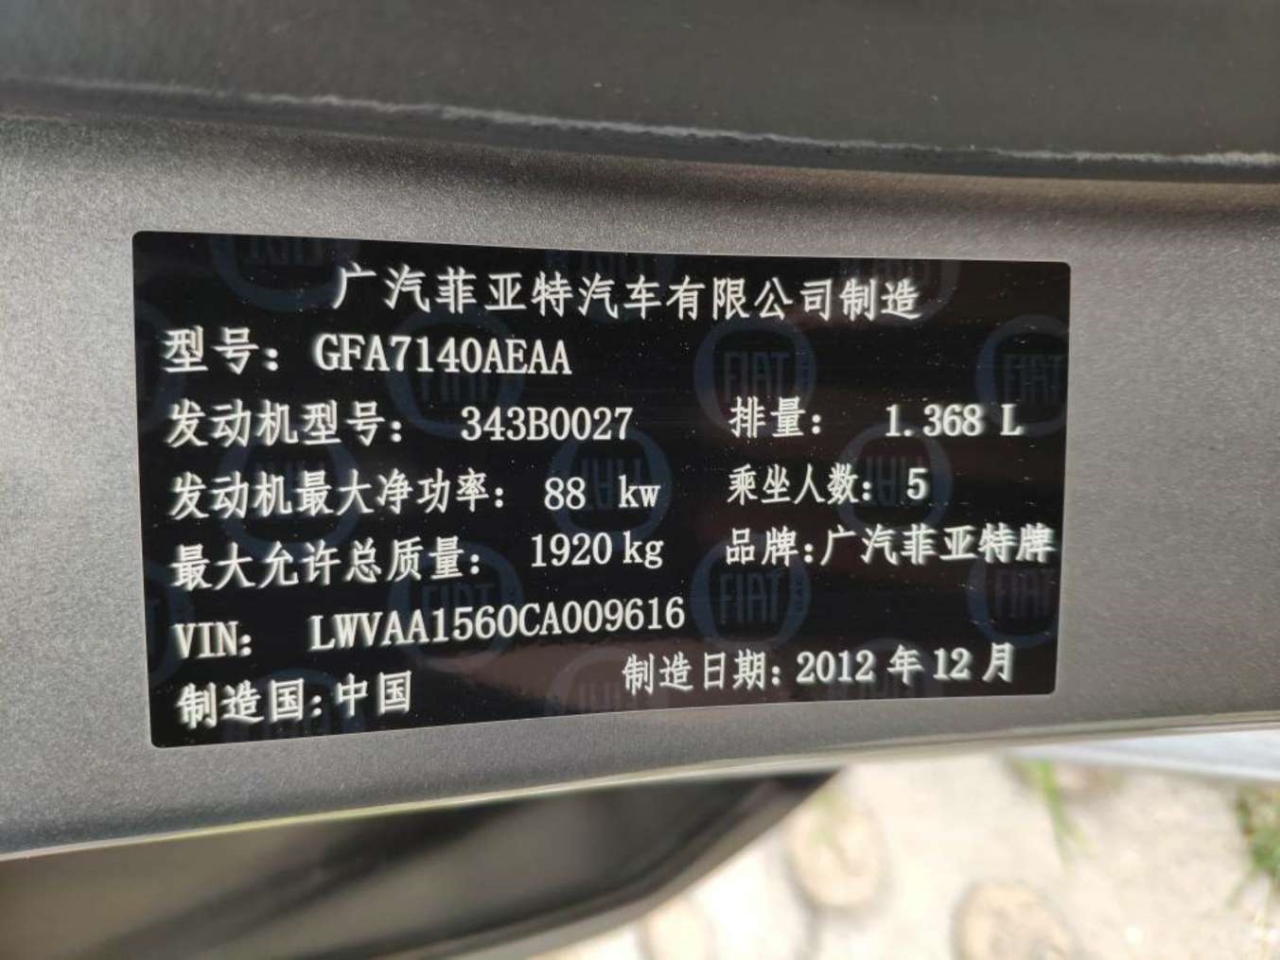 广汽菲亚特汽车有限公司制造
型号：GFA7140AEAA
发动机型号： 343B0027 排量： 1.368 L
发动机最大净功率： 88 kw 乘坐人数：5
最大允许总质量： 1920 kg 品牌:广汽菲亚特牌
VIN： LWVAA1560CA009616
制造国:中国 制造日期: 2012 年 12 月